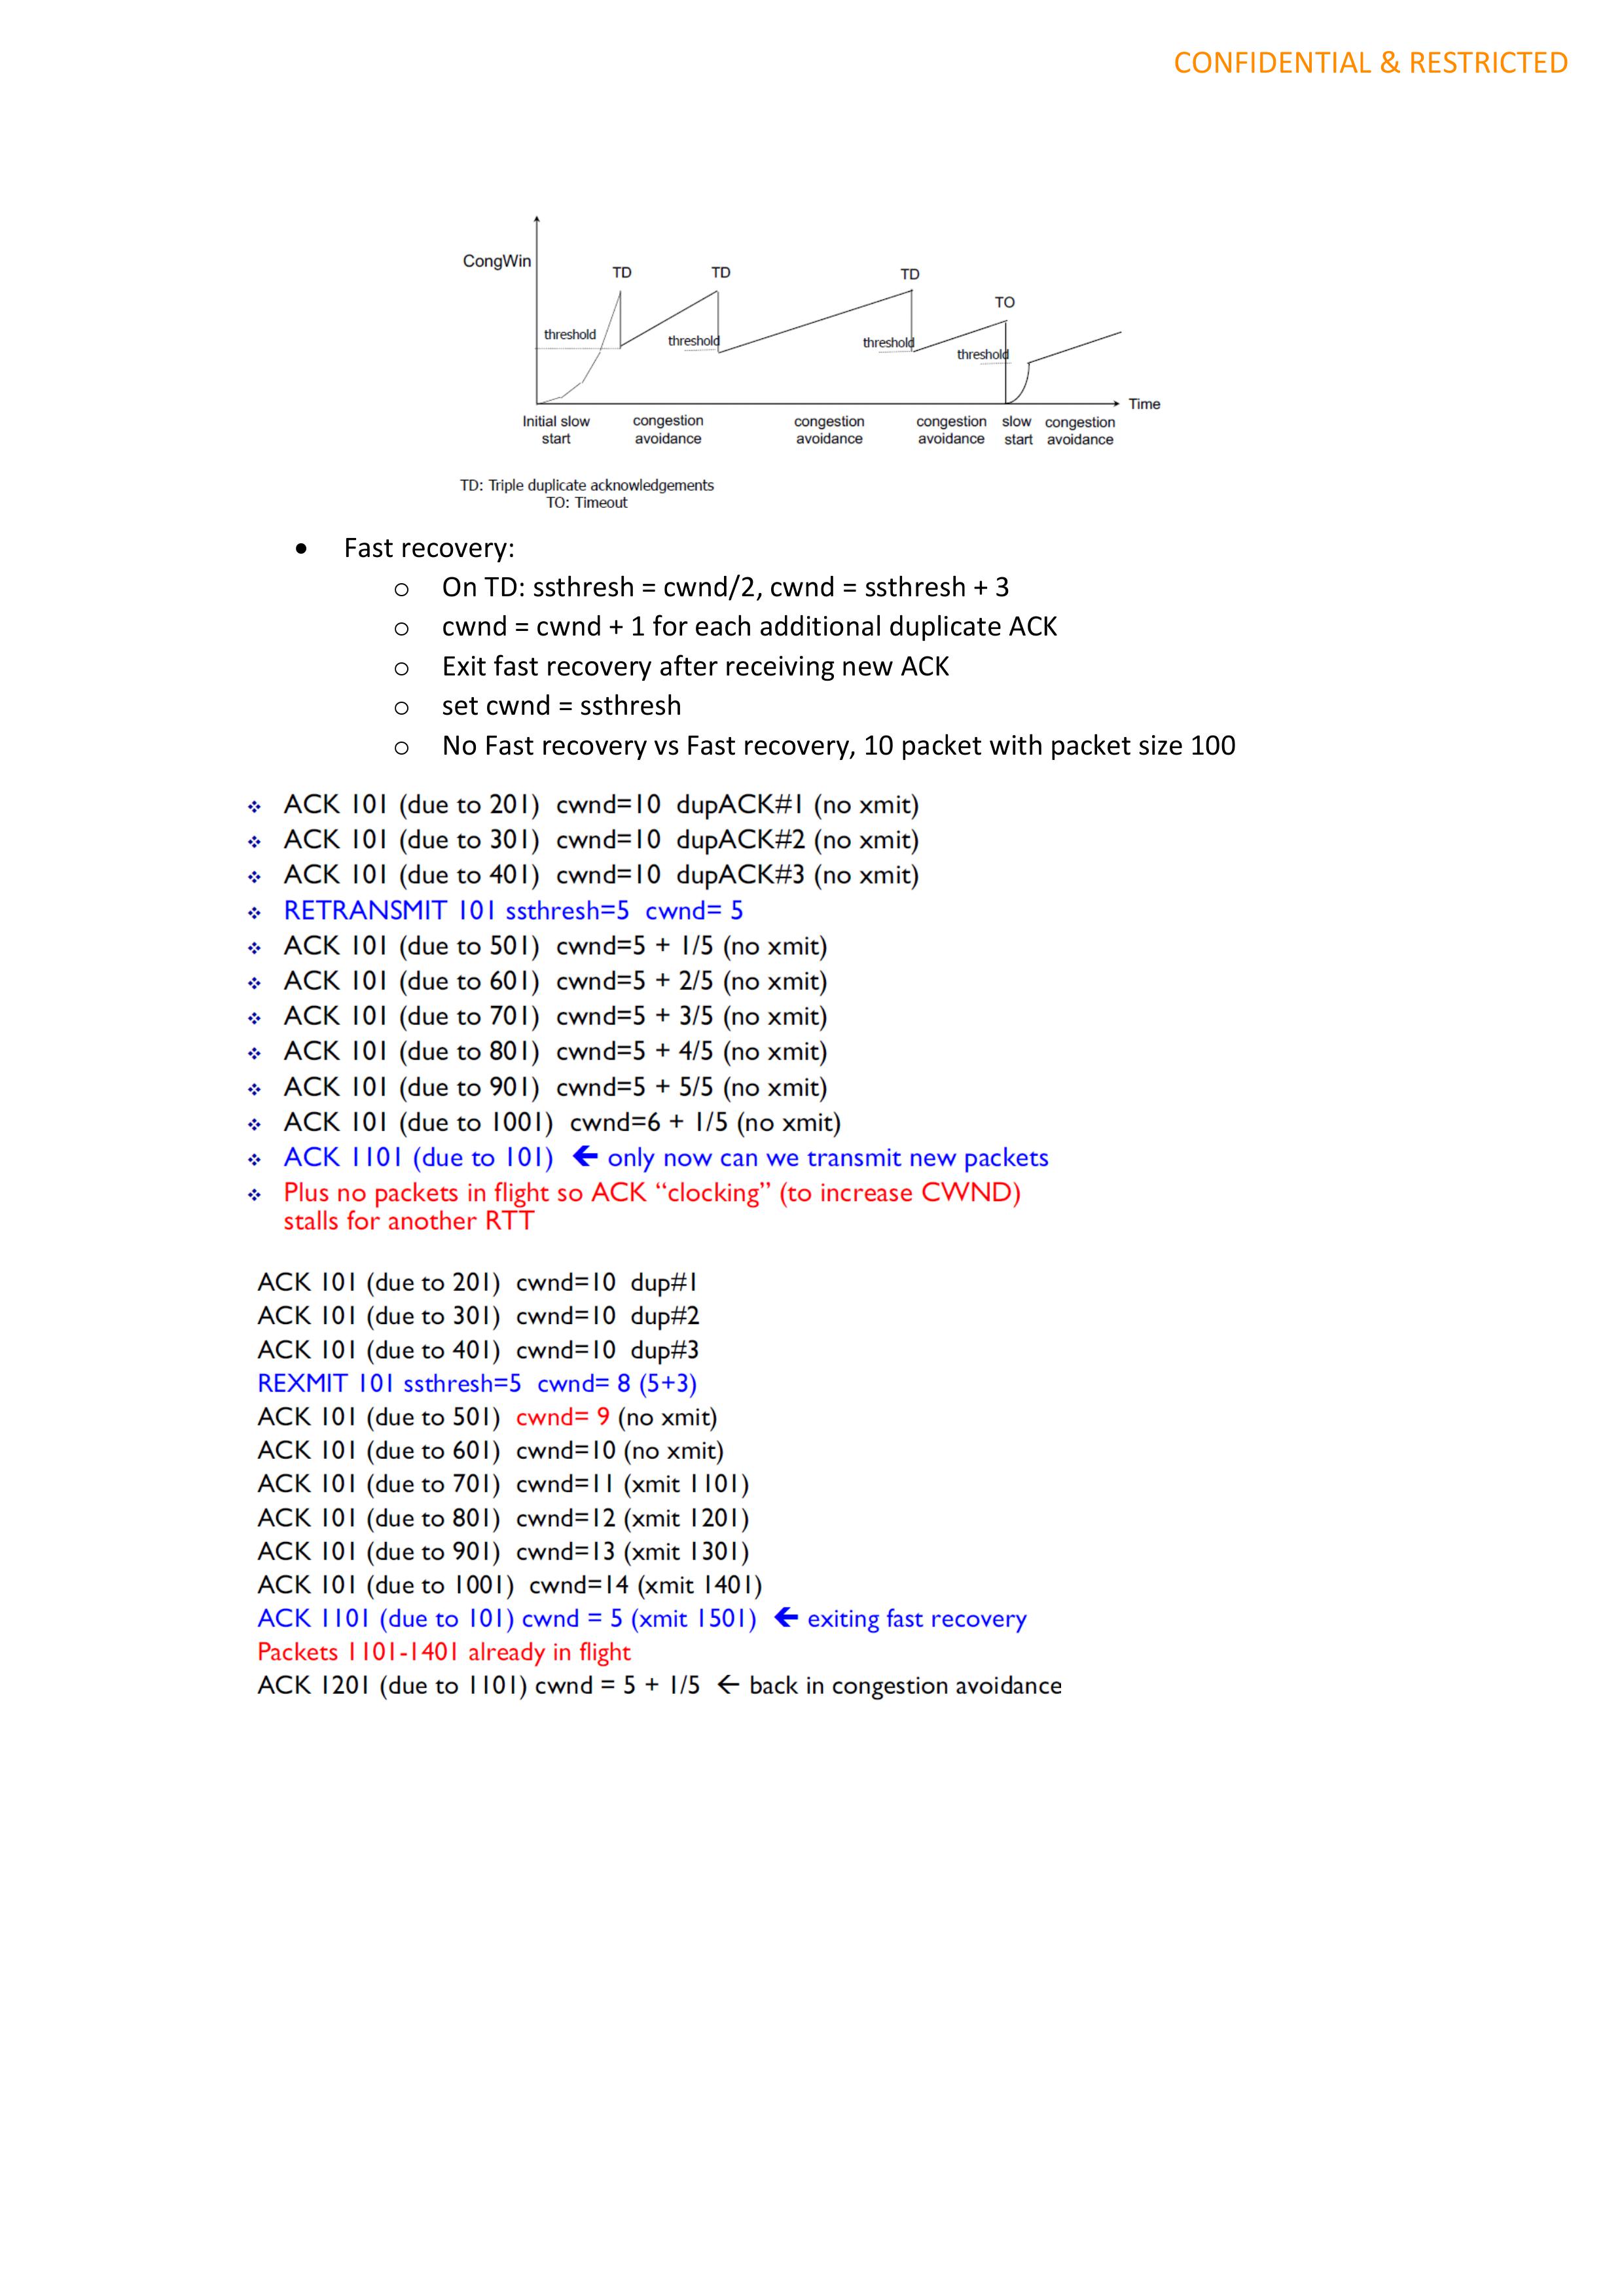 CONFIDENTIAL & RESTRICTED
CongWin
TD TD TD
TO
threshold threshold threshold threshold
Time
Initial slow start congestion avoidance congestion avoidance congestion avoidance slow start congestion avoidance
TD: Triple duplicate acknowledgements
TO: Timeout
• Fast recovery:
o On TD: ssthresh = cwnd/2, cwnd = ssthresh + 3
o cwnd = cwnd + 1 for each additional duplicate ACK
o Exit fast recovery after receiving new ACK
o set cwnd = ssthresh
o No Fast recovery vs Fast recovery, 10 packet with packet size 100
❖ ACK 101 (due to 201) cwnd=10 dupACK#1 (no xmit)
❖ ACK 101 (due to 301) cwnd=10 dupACK#2 (no xmit)
❖ ACK 101 (due to 401) cwnd=10 dupACK#3 (no xmit)
❖ RETRANSMIT 101 ssthresh=5 cwnd= 5
❖ ACK 101 (due to 501) cwnd=5 + 1/5 (no xmit)
❖ ACK 101 (due to 601) cwnd=5 + 2/5 (no xmit)
❖ ACK 101 (due to 701) cwnd=5 + 3/5 (no xmit)
❖ ACK 101 (due to 801) cwnd=5 + 4/5 (no xmit)
❖ ACK 101 (due to 901) cwnd=5 + 5/5 (no xmit)
❖ ACK 101 (due to 1001) cwnd=6 + 1/5 (no xmit)
❖ ACK 1101 (due to 101) ← only now can we transmit new packets
❖ Plus no packets in flight so ACK “clocking” (to increase CWND)
stalls for another RTT
ACK 101 (due to 201) cwnd=10 dup#1
ACK 101 (due to 301) cwnd=10 dup#2
ACK 101 (due to 401) cwnd=10 dup#3
REXMIT 101 ssthresh=5 cwnd= 8 (5+3)
ACK 101 (due to 501) cwnd= 9 (no xmit)
ACK 101 (due to 601) cwnd=10 (no xmit)
ACK 101 (due to 701) cwnd=11 (xmit 1101)
ACK 101 (due to 801) cwnd=12 (xmit 1201)
ACK 101 (due to 901) cwnd=13 (xmit 1301)
ACK 101 (due to 1001) cwnd=14 (xmit 1401)
ACK 1101 (due to 101) cwnd = 5 (xmit 1501) ← exiting fast recovery
Packets 1101-1401 already in flight
ACK 1201 (due to 1101) cwnd = 5 + 1/5 ← back in congestion avoidance